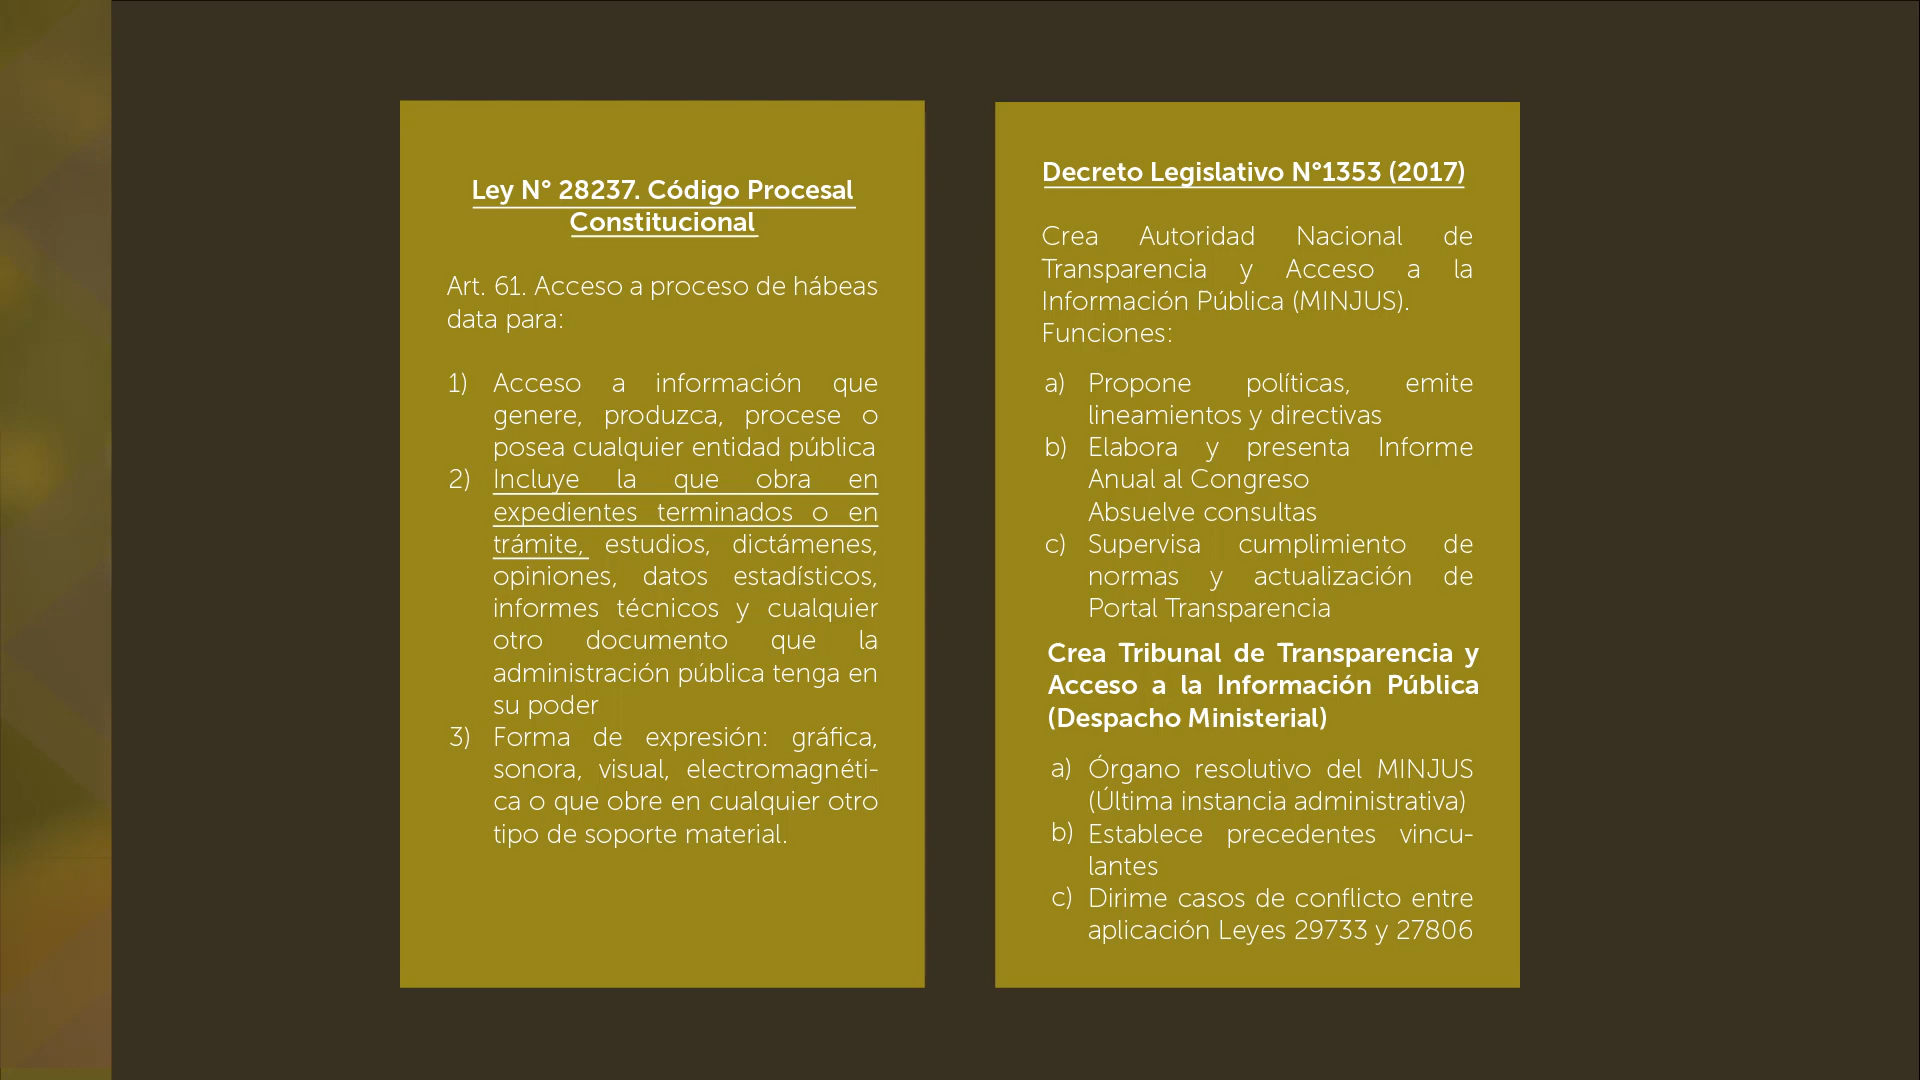 Ley N° 28237. Código Procesal
Constitucional
Art. 61. Acceso a proceso de hábeas
data para:
1) Acceso a información que
genere, produzca, procese o
posea cualquier entidad pública
2) Incluye la que obra en
expedientes terminados o en
trámite, estudios, dictámenes,
opiniones, datos estadísticos,
informes técnicos y cualquier
otro documento que la
administración pública tenga en
su poder
3) Forma de expresión: gráfica,
sonora, visual, electromagnéti-
ca o que obre en cualquier otro
tipo de soporte material.
Decreto Legislativo N°1353 (2017)
Crea Autoridad Nacional de
Transparencia y Acceso a la
Información Pública (MINJUS).
Funciones:
a) Propone políticas, emite
lineamientos y directivas
b) Elabora y presenta Informe
Anual al Congreso
Absuelve consultas
c) Supervisa cumplimiento de
normas y actualización de
Portal Transparencia
Crea Tribunal de Transparencia y
Acceso a la Información Pública
(Despacho Ministerial)
a) Órgano resolutivo del MINJUS
(Última instancia administrativa)
b) Establece precedentes vincu-
lantes
c) Dirime casos de conflicto entre
aplicación Leyes 29733 y 27806